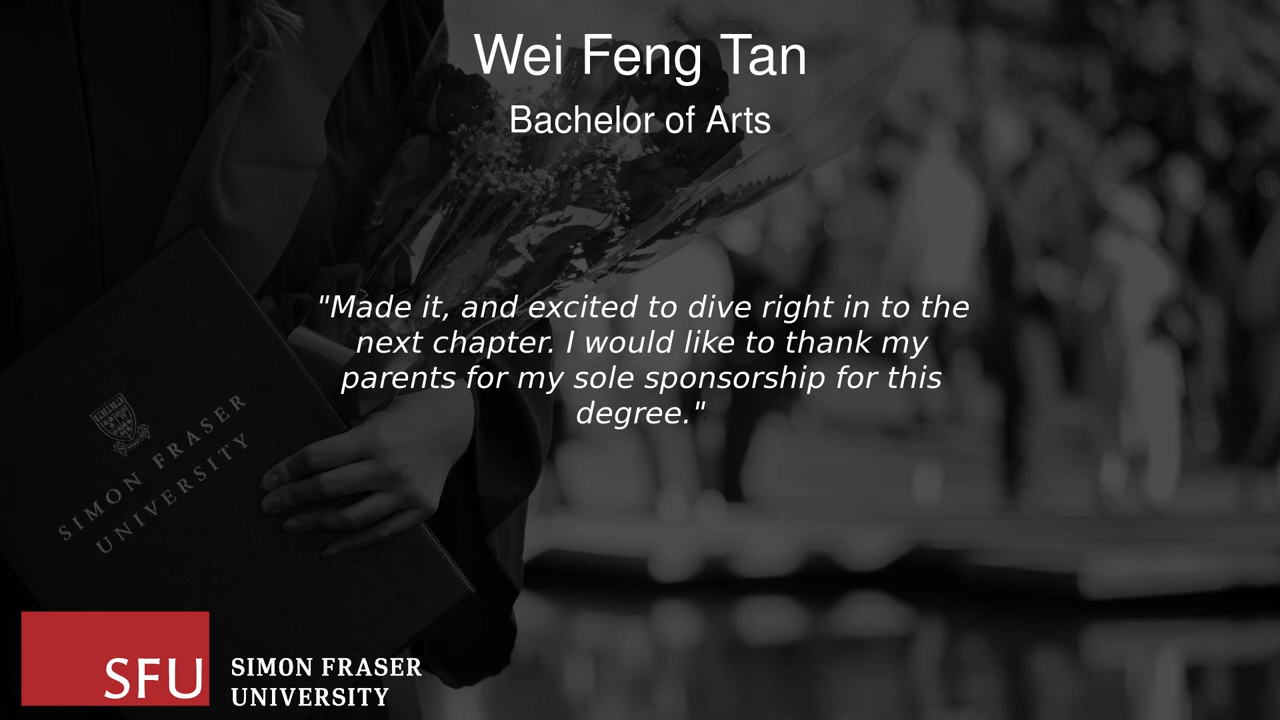 Wei Feng Tan
Bachelor of Arts
"Made it, and excited to dive right in to the
next chapter. I would like to thank my
parents for my sole sponsorship for this
degree."
SIMON FRASER
UNIVERSITY
SFU
SIMON FRASER
UNIVERSITY